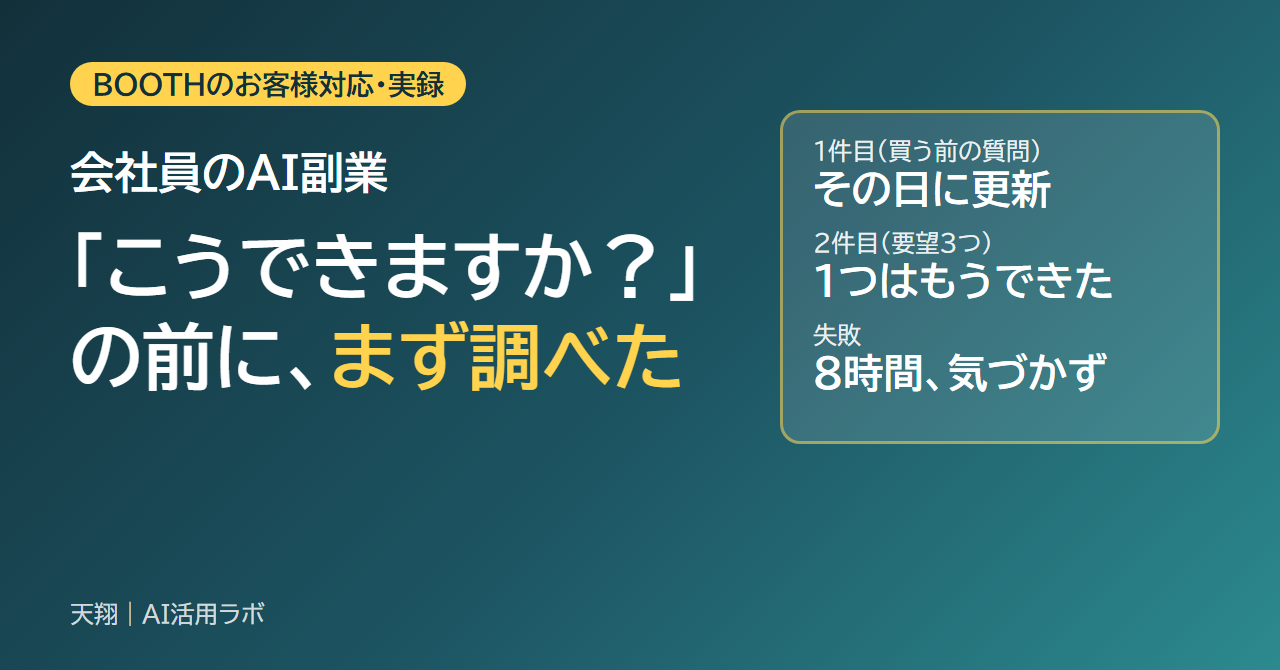 BOOTHのお客様対応・実録
会社員のAI副業
「こうできますか？」
の前に、まず調べた
1件目（買う前の質問）
その日に更新
2件目（要望3つ）
1つはもうできた
失敗
8時間、気づかず
天翔｜AI活用ラボ